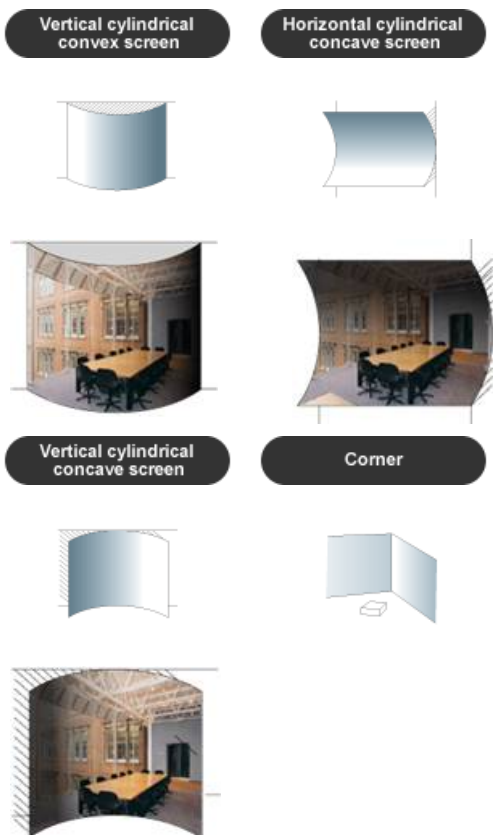 Vertical cylindrical
convex screen
Horizontal cylindrical
concave screen
Vertical cylindrical
concave screen
Corner